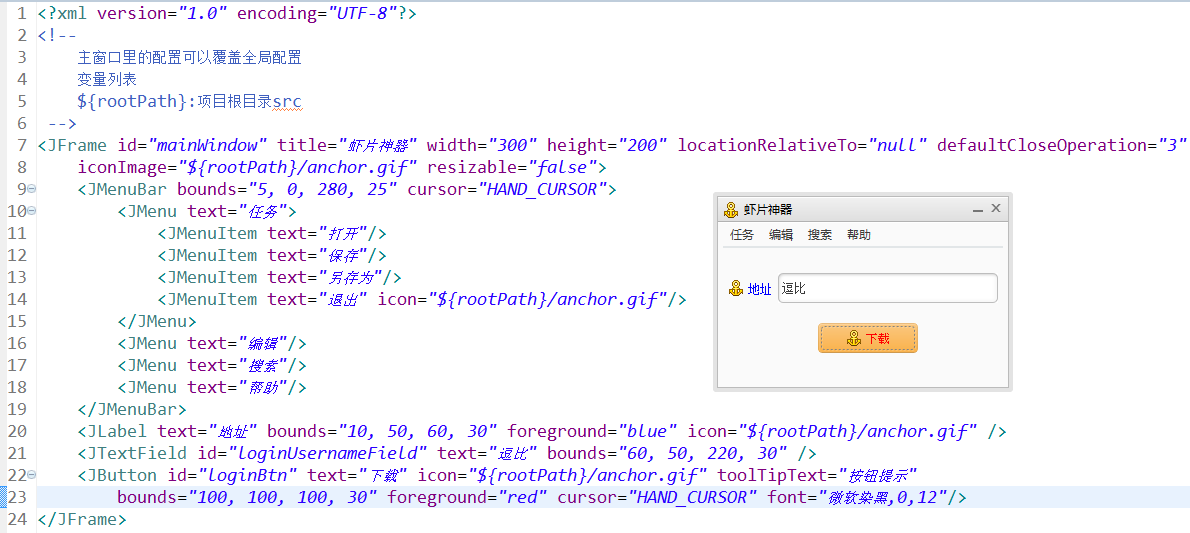 1 <?xml version="1.0" encoding="UTF-8"?>
2 <!--
3 主窗口里的配置可以覆盖全局配置
4 变量列表
5 ${rootPath}:项目根目录src
6 -->
7 <JFrame id="mainWindow" title="虾片神器" width="300" height="200" locationRelativeTo="null" defaultCloseOperation="3"
8 iconImage="${rootPath}/anchor.gif" resizable="false">
9 <JMenuBar bounds="5, 0, 280, 25" cursor="HAND_CURSOR">
10 <JMenu text="任务">
11 <JMenuItem text="打开"/>
12 <JMenuItem text="保存"/>
13 <JMenuItem text="另存为"/>
14 <JMenuItem text="退出" icon="${rootPath}/anchor.gif"/>
15 </JMenu>
16 <JMenu text="编辑"/>
17 <JMenu text="搜索"/>
18 <JMenu text="帮助"/>
19 </JMenuBar>
20 <JLabel text="地址" bounds="10, 50, 60, 30" foreground="blue" icon="${rootPath}/anchor.gif" />
21 <JTextField id="loginUsernameField" text="逗比" bounds="60, 50, 220, 30" />
22 <JButton id="loginBtn" text="下载" icon="${rootPath}/anchor.gif" toolTipText="按钮提示"
23 bounds="100, 100, 100, 30" foreground="red" cursor="HAND_CURSOR" font="微软染黑,0,12"/>
24 </JFrame>
虾片神器
任务 编辑 搜索 帮助
地址 逗比
下载